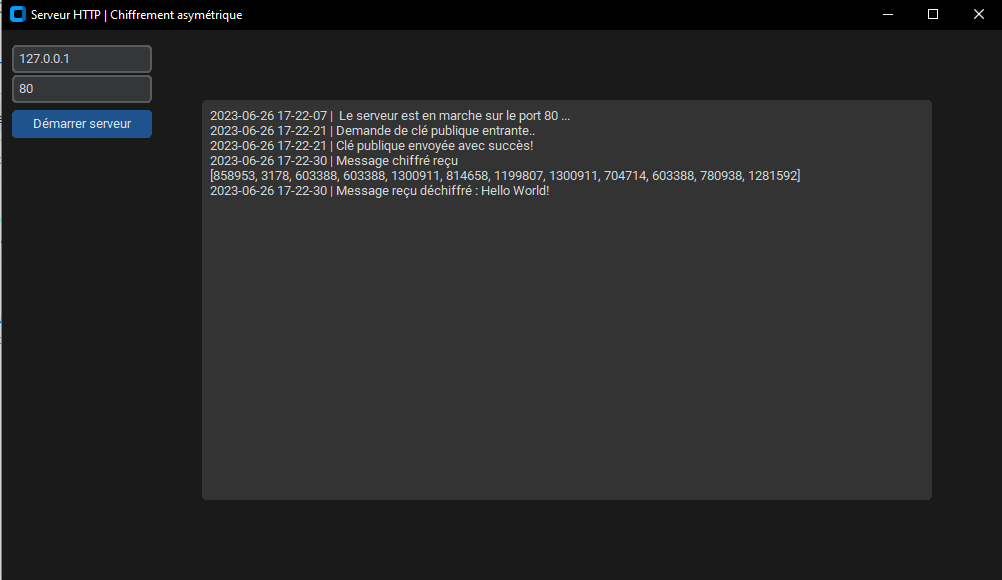 Serveur HTTP | Chiffrement asymétrique
127.0.0.1
80
Démarrer serveur
2023-06-26 17-22-07 | Le serveur est en marche sur le port 80 ...
2023-06-26 17-22-21 | Demande de clé publique entrante..
2023-06-26 17-22-21 | Clé publique envoyée avec succès!
2023-06-26 17-22-30 | Message chiffré reçu
[858953, 3178, 603388, 603388, 1300911, 814658, 1199807, 1300911, 704714, 603388, 780938, 1281592]
2023-06-26 17-22-30 | Message reçu déchiffré : Hello World!